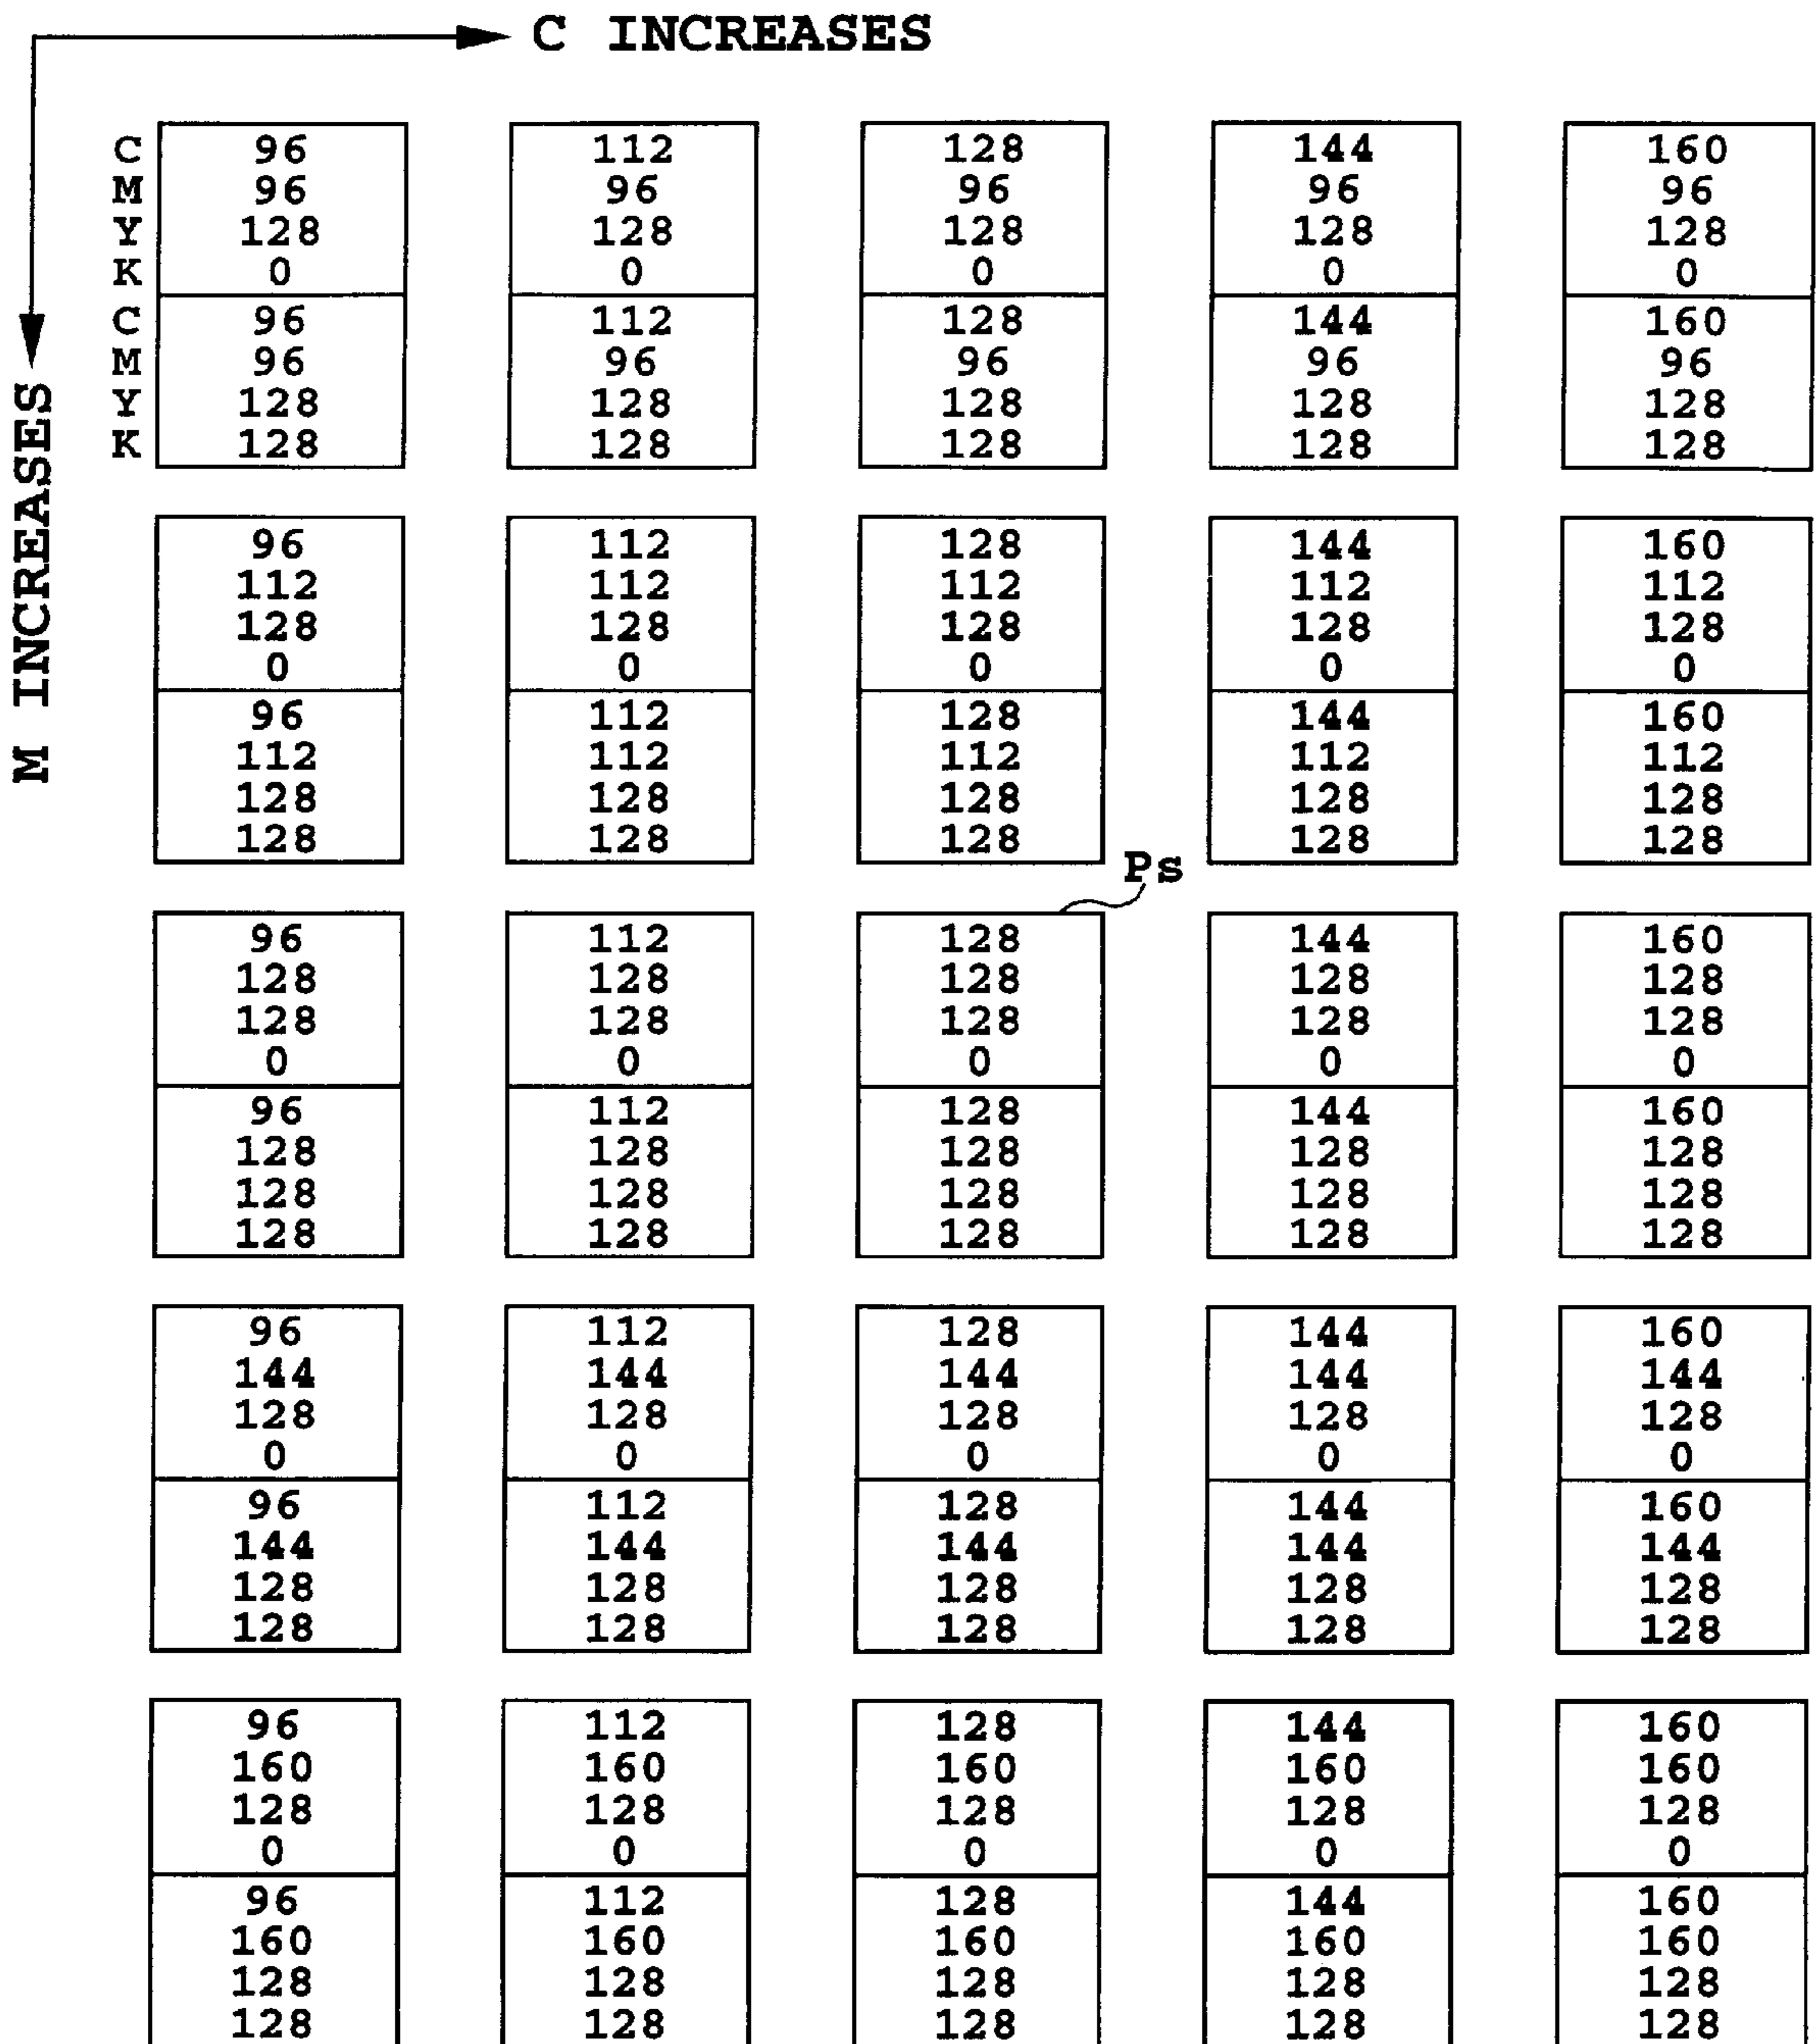 C INCREASES
M INCREASES
C 96 112 128 144 160
M 96 96 96 96 96
Y 128 128 128 128 128
K 0 0 0 0 0
C 96 112 128 144 160
M 96 96 96 96 96
Y 128 128 128 128 128
K 128 128 128 128 128
96 112 128 144 160
112 112 112 112 112
128 128 128 128 128
0 0 0 0 0
96 112 128 144 160
112 112 112 112 112
128 128 128 128 128
128 128 128 128 128
Ps
96 112 128 144 160
128 128 128 128 128
128 128 128 128 128
0 0 0 0 0
96 112 128 144 160
128 128 128 128 128
128 128 128 128 128
128 128 128 128 128
96 112 128 144 160
144 144 144 144 144
128 128 128 128 128
0 0 0 0 0
96 112 128 144 160
144 144 144 144 144
128 128 128 128 128
128 128 128 128 128
96 112 128 144 160
160 160 160 160 160
128 128 128 128 128
0 0 0 0 0
96 112 128 144 160
160 160 160 160 160
128 128 128 128 128
128 128 128 128 128